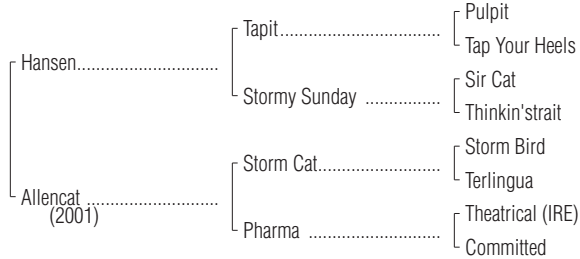 Pulpit
Tapit
Tap Your Heels
Hansen
Sir Cat
Stormy Sunday
Thinkin'strait
Storm Bird
Storm Cat
Terlingua
Allencat
(2001)
Theatrical (IRE)
Pharma
Committed